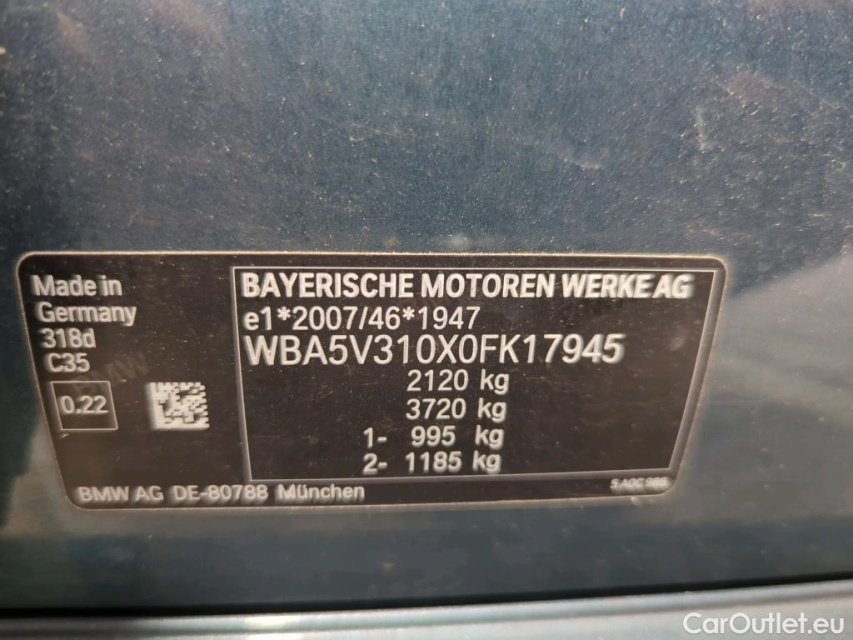 Made in
Germany
318d
C35
0.22
BAYERISCHE MOTOREN WERKE AG
e1*2007/46*1947
WBA5V310X0FK17945
2120 kg
3720 kg
1- 995 kg
2- 1185 kg
BMW AG DE-80788 München
CarOutlet.eu